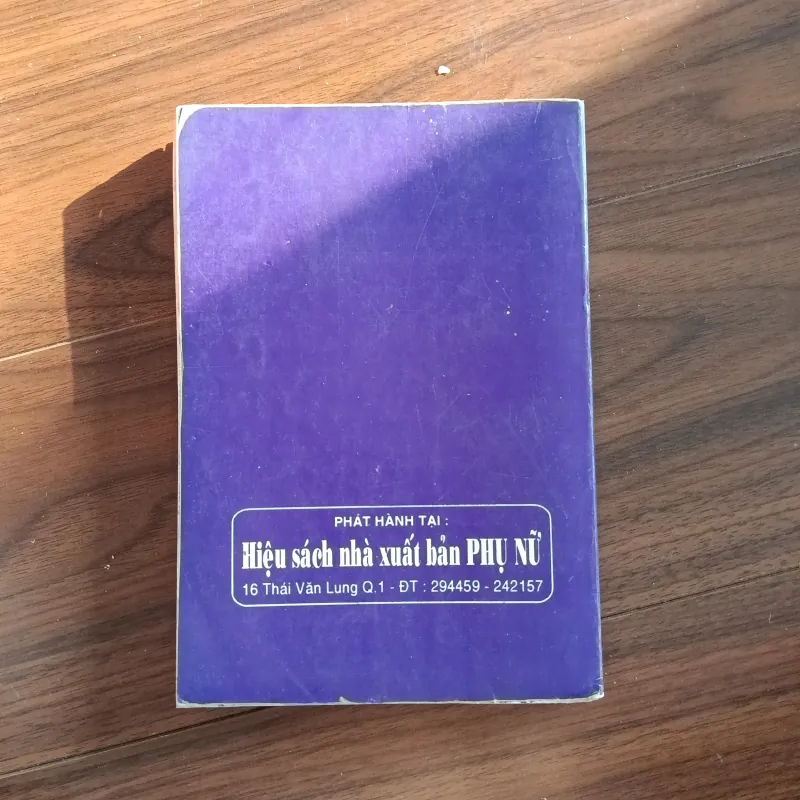 PHÁT HÀNH TẠI :
Hiệu sách nhà xuất bản PHỤ NỮ
16 Thái Văn Lung Q.1 - ĐT : 294459 - 242157